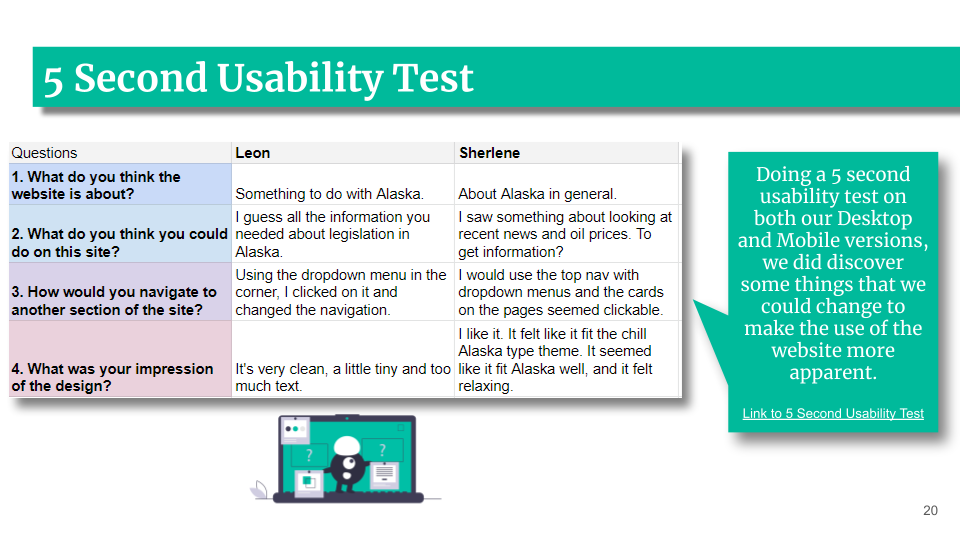 5 Second Usability Test
Questions
Leon
Sherlene
1. What do you think the
website is about?
Something to do with Alaska.
About Alaska in general.
2. What do you think you could
do on this site?
I guess all the information you
needed about legislation in
Alaska.
I saw something about looking at
recent news and oil prices. To
get information?
3. How would you navigate to
another section of the site?
Using the dropdown menu in the
corner, I clicked on it and
changed the navigation.
I would use the top nav with
dropdown menus and the cards
on the pages seemed clickable.
4. What was your impression
of the design?
It's very clean, a little tiny and too
much text.
I like it. It felt like it fit the chill
Alaska type theme. It seemed
like it fit Alaska well, and it felt
relaxing.
Doing a 5 second
usability test on
both our Desktop
and Mobile versions,
we did discover
some things that we
could change to
make the use of the
website more
apparent.
Link to 5 Second Usability Test
?
?
20